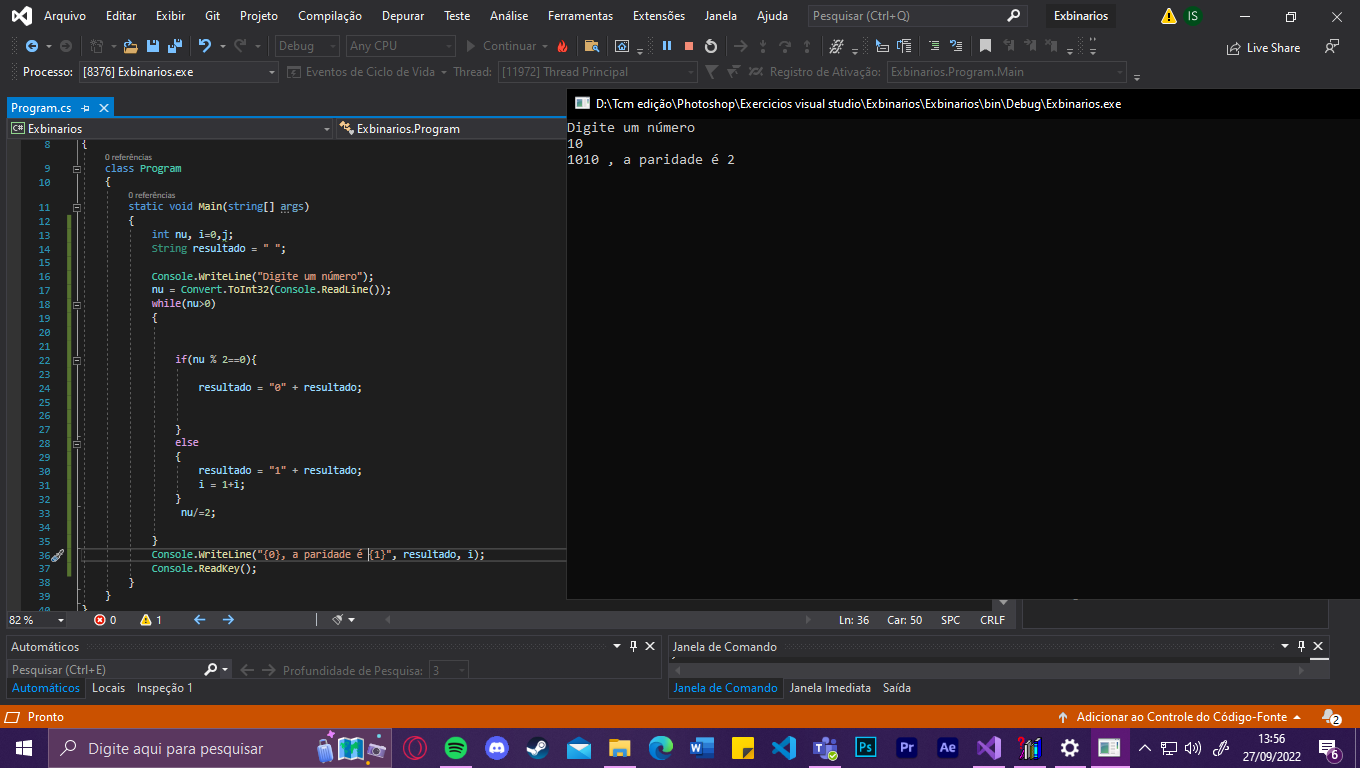 Arquivo Editar Exibir Git Projeto Compilação Depurar Teste Análise Ferramentas Extensões Janela Ajuda Pesquisar (Ctrl+Q) Exbinarios IS
Debug Any CPU Continuar Live Share
Processo: [8376] Exbinarios.exe Eventos de Ciclo de Vida Thread: [11972] Thread Principal Registro de Ativação: Exbinarios.Program.Main
Program.cs
Exbinarios Exbinarios.Program
8 {
0 referências
9 class Program
10 {
0 referências
11 static void Main(string[] args)
12 {
13 int nu, i=0,j;
14 String resultado = " ";
15
16 Console.WriteLine("Digite um número");
17 nu = Convert.ToInt32(Console.ReadLine());
18 while(nu>0)
19 {
20
21
22 if(nu % 2==0){
23
24 resultado = "0" + resultado;
25
26
27 }
28 else
29 {
30 resultado = "1" + resultado;
31 i = 1+i;
32 }
33 nu/=2;
34
35 }
36 Console.WriteLine("{0}, a paridade é {1}", resultado, i);
37 Console.ReadKey();
38 }
39 }
40 }
D:\Tcm edição\Photoshop\Exercicios visual studio\Exbinarios\Exbinarios\bin\Debug\Exbinarios.exe
Digite um número
10
1010 , a paridade é 2
82 % 0 1 Ln: 36 Car: 50 SPC CRLF
Automáticos
Pesquisar (Ctrl+E) Profundidade de Pesquisa: 3
Automáticos Locais Inspeção 1
Janela de Comando
Janela de Comando Janela Imediata Saída
Pronto Adicionar ao Controle do Código-Fonte 2
Digite aqui para pesquisar
W Ps Pr Ae
13:56
27/09/2022
6